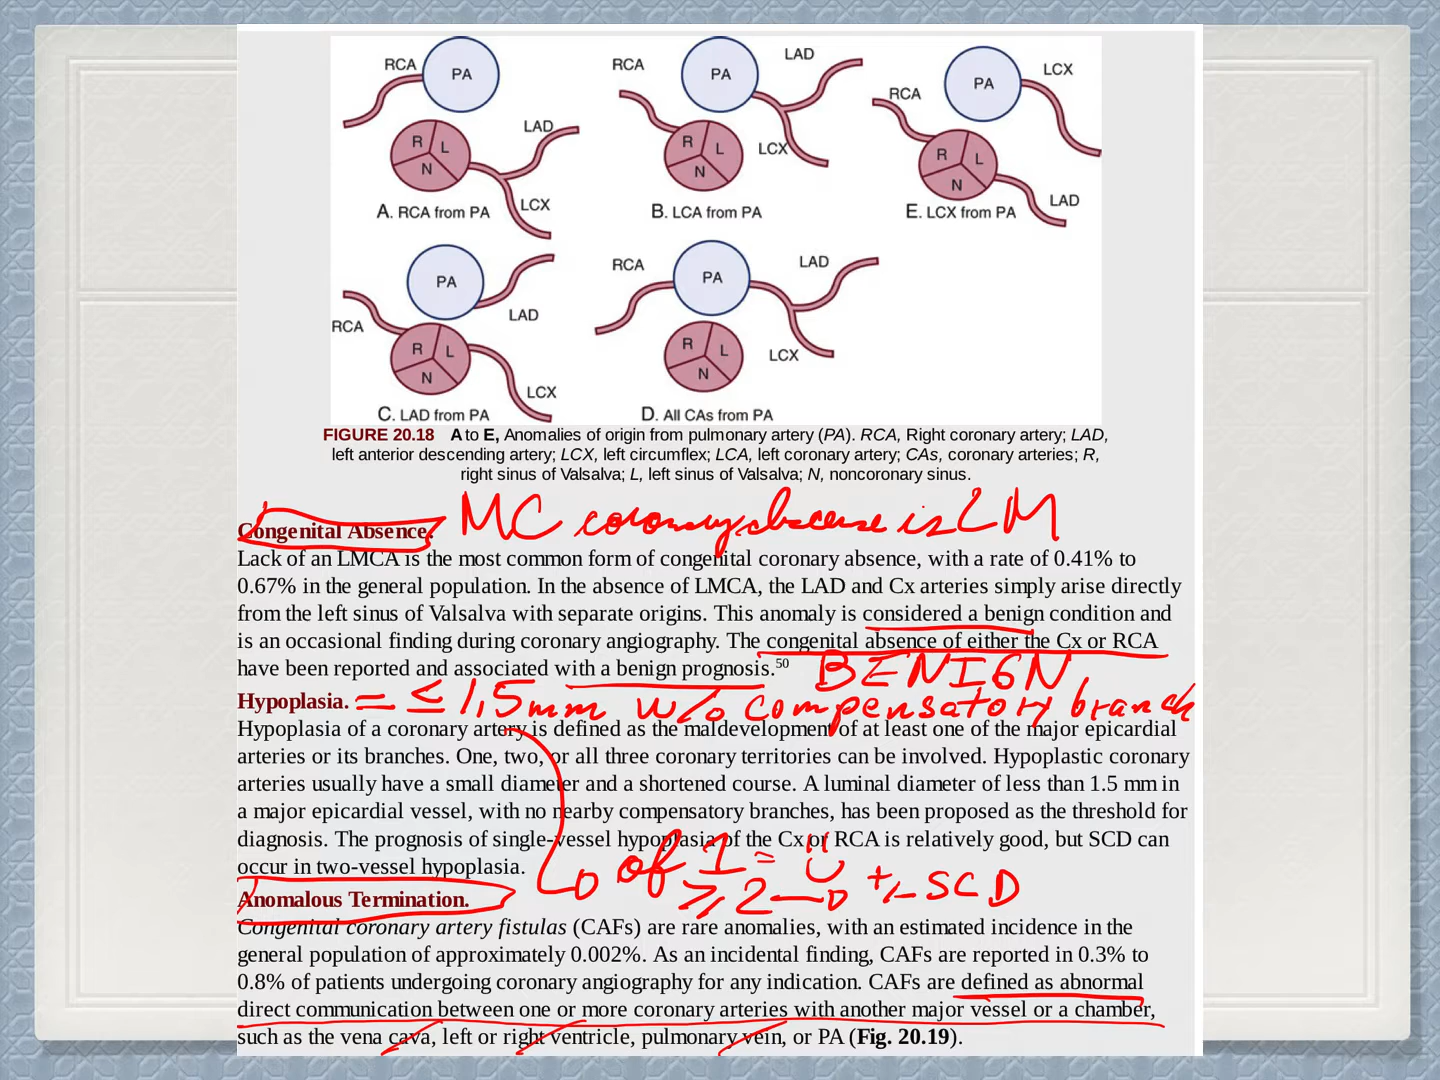 RCA
PA
LAD
R
L
N
LCX
A. RCA from PA
RCA
PA
LAD
R
L
N
LCX
B. LCA from PA
RCA
PA
LCX
R
L
N
LAD
E. LCX from PA
PA
RCA
LAD
R
L
N
LCX
C. LAD from PA
RCA
PA
LAD
R
L
N
LCX
D. All CAs from PA
FIGURE 20.18 A to E, Anomalies of origin from pulmonary artery (PA). RCA, Right coronary artery; LAD,
left anterior descending artery; LCX, left circumflex; LCA, left coronary artery; CAs, coronary arteries; R,
right sinus of Valsalva; L, left sinus of Valsalva; N, noncoronary sinus.
Congenital Absence. MC coronary abscense is LM
Lack of an LMCA is the most common form of congenital coronary absence, with a rate of 0.41% to
0.67% in the general population. In the absence of LMCA, the LAD and Cx arteries simply arise directly
from the left sinus of Valsalva with separate origins. This anomaly is considered a benign condition and
is an occasional finding during coronary angiography. The congenital absence of either the Cx or RCA
have been reported and associated with a benign prognosis.50 BENIGN
Hypoplasia. = ≤ 1,5mm w/o compensatory branch
Hypoplasia of a coronary artery is defined as the maldevelopment of at least one of the major epicardial
arteries or its branches. One, two, or all three coronary territories can be involved. Hypoplastic coronary
arteries usually have a small diameter and a shortened course. A luminal diameter of less than 1.5 mm in
a major epicardial vessel, with no nearby compensatory branches, has been proposed as the threshold for
diagnosis. The prognosis of single-vessel hypoplasia of the Cx or RCA is relatively good, but SCD can
occur in two-vessel hypoplasia.
of 1 =
≥ 2 → +/- SCD
Anomalous Termination.
Congenital coronary artery fistulas (CAFs) are rare anomalies, with an estimated incidence in the
general population of approximately 0.002%. As an incidental finding, CAFs are reported in 0.3% to
0.8% of patients undergoing coronary angiography for any indication. CAFs are defined as abnormal
direct communication between one or more coronary arteries with another major vessel or a chamber,
such as the vena cava, left or right ventricle, pulmonary vein, or PA (Fig. 20.19).